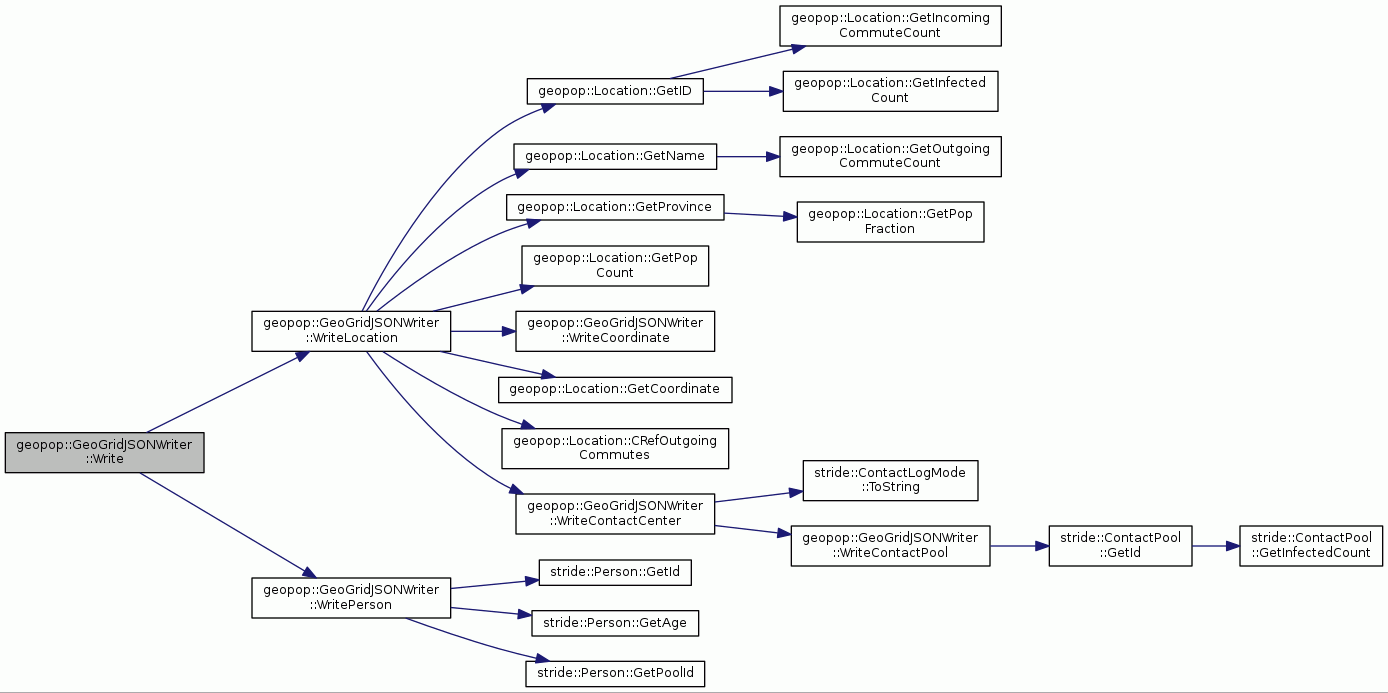 geopop::Location::GetIncoming
CommuteCount
geopop::Location::GetID
geopop::Location::GetInfected
Count
geopop::Location::GetName
geopop::Location::GetOutgoing
CommuteCount
geopop::Location::GetProvince
geopop::Location::GetPop
Fraction
geopop::Location::GetPop
Count
geopop::GeoGridJSONWriter
::WriteLocation
geopop::GeoGridJSONWriter
::WriteCoordinate
geopop::Location::GetCoordinate
geopop::GeoGridJSONWriter
::Write
geopop::Location::CRefOutgoing
Commutes
stride::ContactLogMode
::ToString
geopop::GeoGridJSONWriter
::WriteContactCenter
geopop::GeoGridJSONWriter
::WriteContactPool
stride::ContactPool
::GetId
stride::ContactPool
::GetInfectedCount
geopop::GeoGridJSONWriter
::WritePerson
stride::Person::GetId
stride::Person::GetAge
stride::Person::GetPoolId